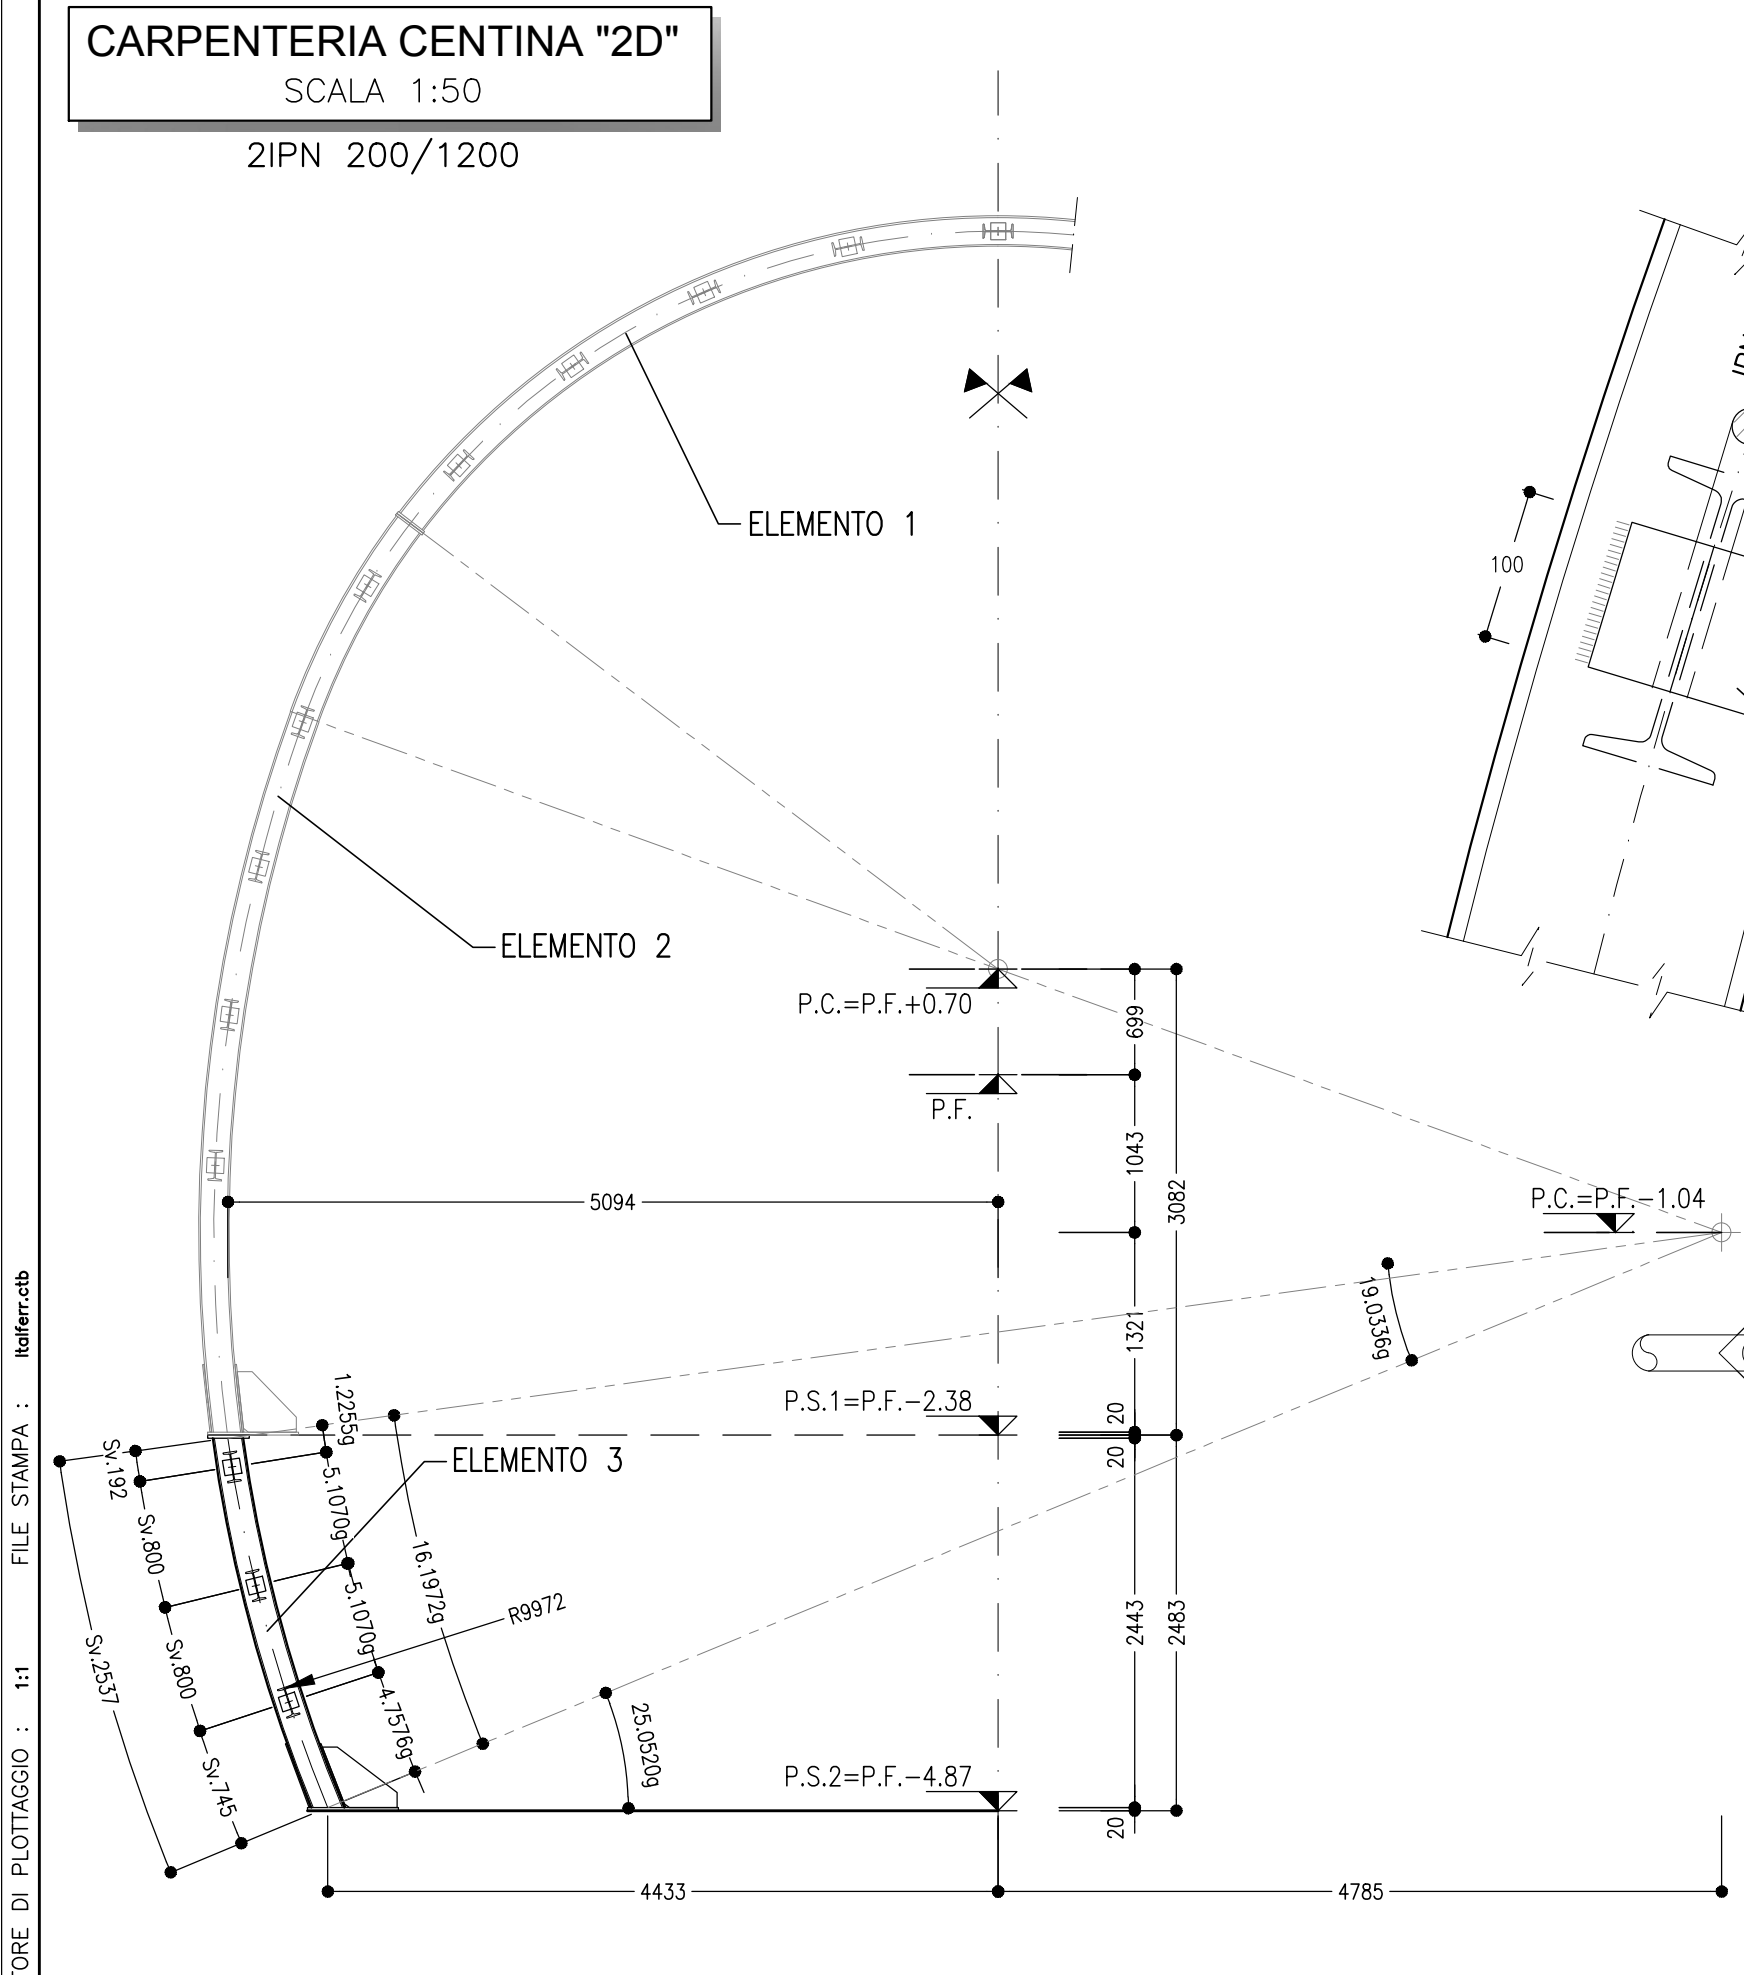 CARPENTERIA CENTINA "2D"
SCALA 1:50
2IPN 200/1200
ELEMENTO 1
100
ELEMENTO 2
P.C.=P.F.+0.70
699
P.F.
1043
3082
5094
P.C.=P.F.-1.04
1321
19.0336g
P.S.1=P.F.-2.38
20
20
1.2255g
ELEMENTO 3
Sv.192
5.1070g
Sv.800
16.1972g
5.1070g
R9972
Sv.2537
Sv.800
4.7576g
Sv.745
25.0520g
2443
2483
P.S.2=P.F.-4.87
20
4433
4785
TORE DI PLOTTAGGIO : 1:1 FILE STAMPA : Italferr.ctb